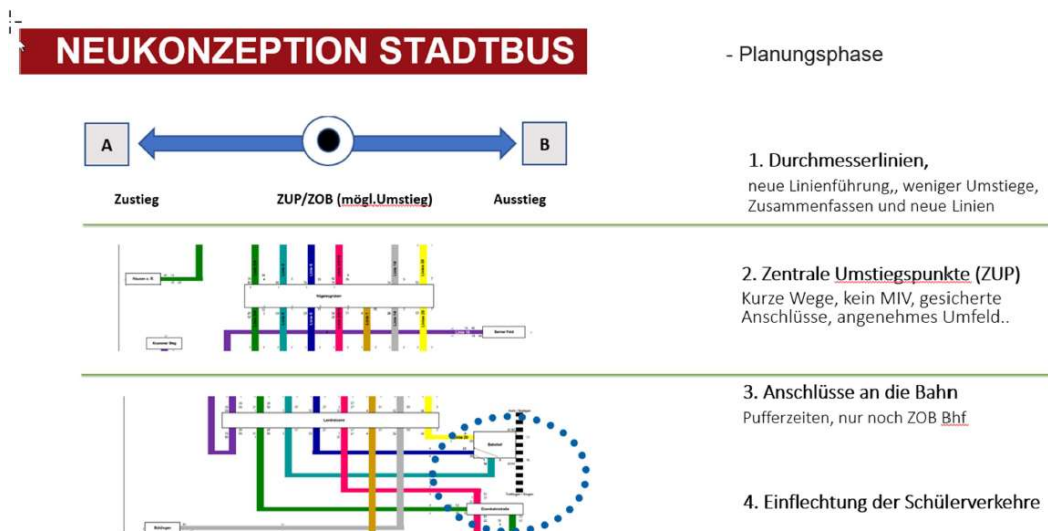 NEUKONZEPTION STADTBUS
- Planungsphase
A
B
Zustieg
ZUP/ZOB (mögl.Umstieg)
Ausstieg
1. Durchmesserlinien,
neue Linienführung,, weniger Umstiege,
Zusammenfassen und neue Linien
2. Zentrale Umstiegspunkte (ZUP)
Kurze Wege, kein MIV, gesicherte
Anschlüsse, angenehmes Umfeld..
3. Anschlüsse an die Bahn
Pufferzeiten, nur noch ZOB Bhf
Bahnhof
4. Einflechtung der Schülerverkehre